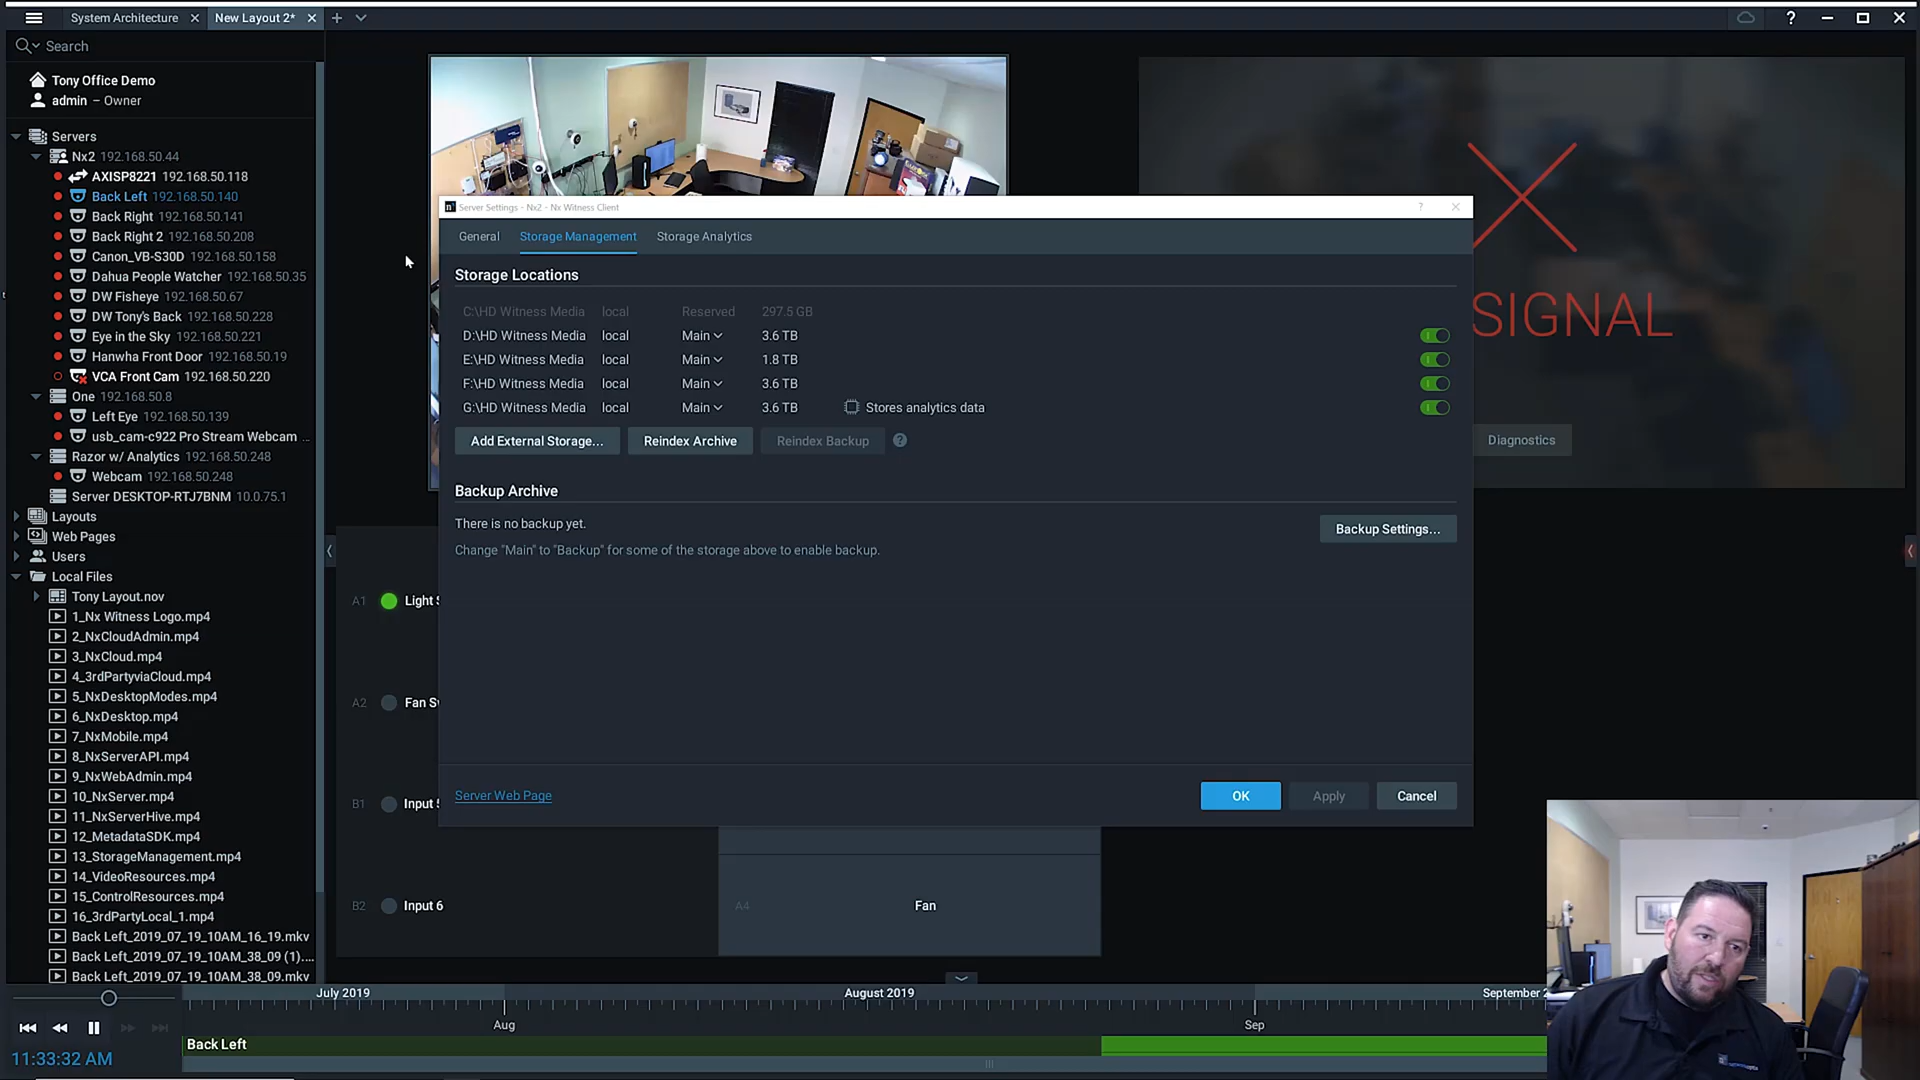 System Architecture
New Layout 2*
?
Search
Tony Office Demo
admin – Owner
Servers
Nx2 192.168.50.44
AXISP8221 192.168.50.118
Back Left 192.168.50.140
Back Right 192.168.50.141
Back Right 2 192.168.50.208
Canon_VB-S30D 192.168.50.158
Dahua People Watcher 192.168.50.35
DW Fisheye 192.168.50.67
DW Tony's Back 192.168.50.228
Eye in the Sky 192.168.50.221
Hanwha Front Door 192.168.50.19
VCA Front Cam 192.168.50.220
One 192.168.50.8
Left Eye 192.168.50.139
usb_cam-c922 Pro Stream Webcam ...
Razor w/ Analytics 192.168.50.248
Webcam 192.168.50.248
Server DESKTOP-RTJ7BNM 10.0.75.1
Layouts
Web Pages
Users
Local Files
Tony Layout.nov
1_Nx Witness Logo.mp4
2_NxCloudAdmin.mp4
3_NxCloud.mp4
4_3rdPartyviaCloud.mp4
5_NxDesktopModes.mp4
6_NxDesktop.mp4
7_NxMobile.mp4
8_NxServerAPI.mp4
9_NxWebAdmin.mp4
10_NxServer.mp4
11_NxServerHive.mp4
12_MetadataSDK.mp4
13_StorageManagement.mp4
14_VideoResources.mp4
15_ControlResources.mp4
16_3rdPartyLocal_1.mp4
Back Left_2019_07_19_10AM_16_19.mkv
Back Left_2019_07_19_10AM_38_09 (1)....
Back Left_2019_07_19_10AM_38_09.mkv
Server Settings - Nx2 - Nx Witness Client
?
General Storage Management Storage Analytics
Storage Locations
C:\HD Witness Media local Reserved 297.5 GB
D:\HD Witness Media local Main 3.6 TB
E:\HD Witness Media local Main 1.8 TB
F:\HD Witness Media local Main 3.6 TB
G:\HD Witness Media local Main 3.6 TB Stores analytics data
Add External Storage... Reindex Archive Reindex Backup ?
Backup Archive
There is no backup yet.
Backup Settings...
Change "Main" to "Backup" for some of the storage above to enable backup.
Server Web Page
OK Apply Cancel
SIGNAL
Diagnostics
A1 Light S
A2 Fan Sw
B1 Input 5
B2 Input 6
A4 Fan
July 2019 August 2019 September 2
Aug Sep
Back Left
11:33:32 AM